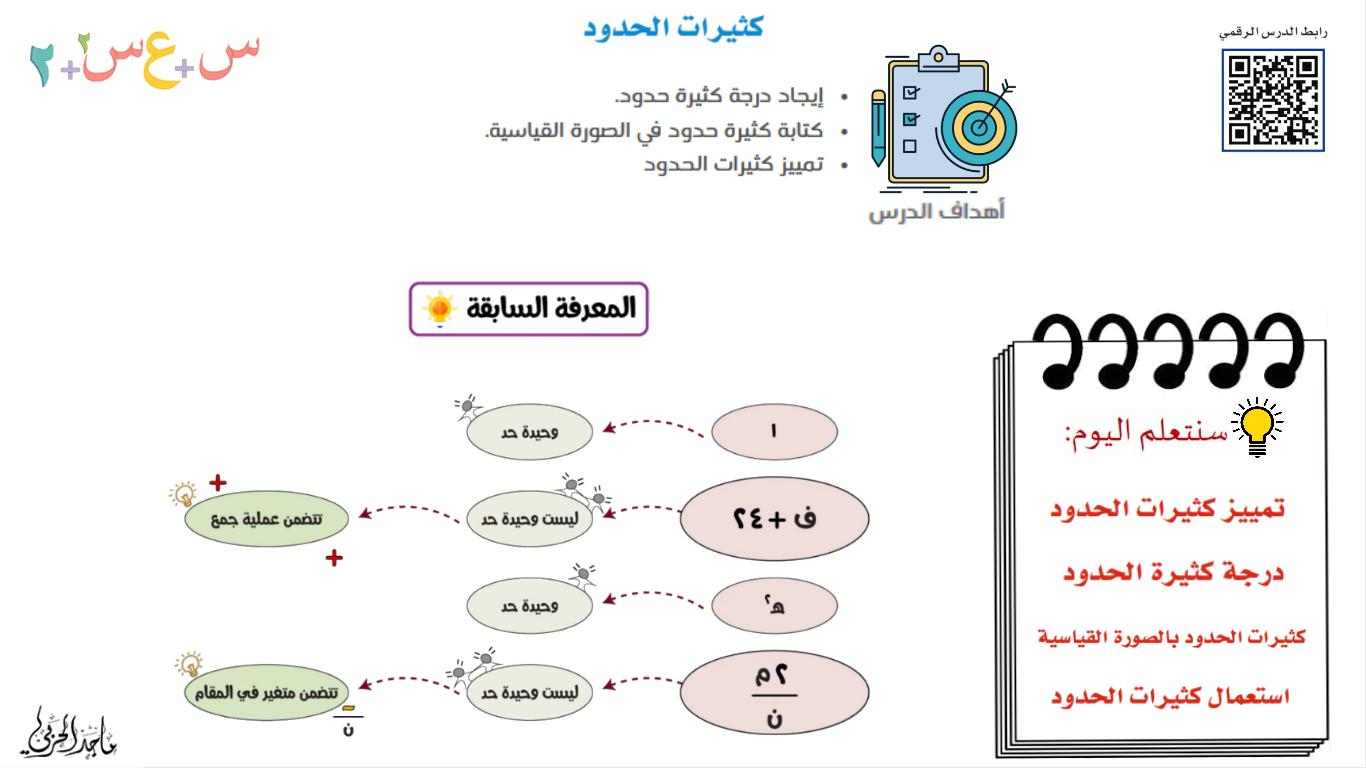 كثيرات الحدود
رابط الدرس الرقمي
س+ع س٢+٢
• إيجاد درجة كثيرة حدود.
• كتابة كثيرة حدود في الصورة القياسية.
• تمييز كثيرات الحدود
أهداف الدرس
المعرفة السابقة
سنتعلم اليوم:
تمييز كثيرات الحدود
درجة كثيرة الحدود
كثيرات الحدود بالصورة القياسية
استعمال كثيرات الحدود
١
وحيدة حد
ف + ٢٤
ليست وحيدة حد
تتضمن عملية جمع
+
+
هـ٢
وحيدة حد
٢م
ن
ليست وحيدة حد
تتضمن متغير في المقام
ن